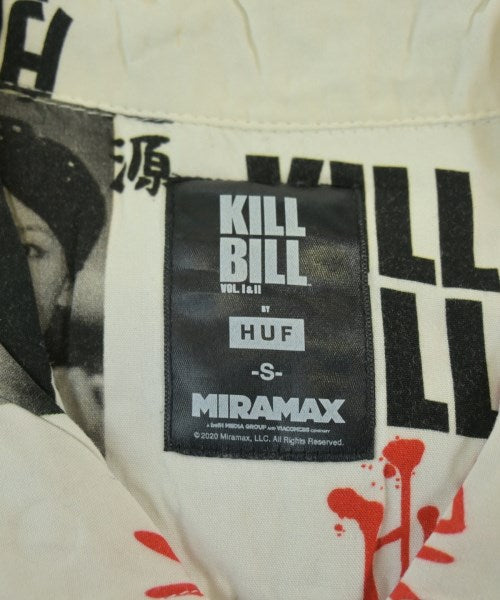 源
KILL
BILL
KILL
BILL
VOL. I & II
BY
HUF
-S-
MIRAMAX
A beIN MEDIA GROUP AND VIACOMCBS COMPANY
© 2020 Miramax, LLC. All Rights Reserved.